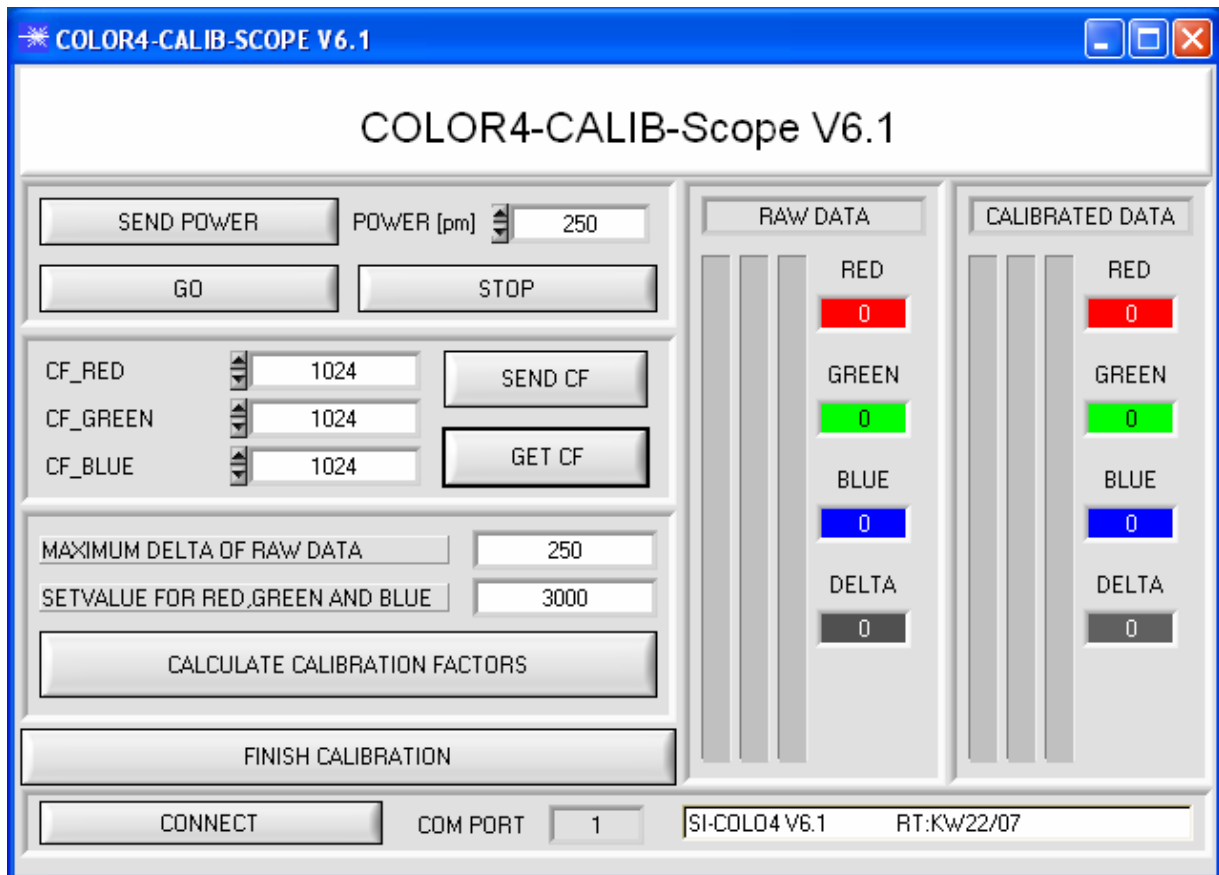 COLOR4-CALIB-SCOPE V6.1
COLOR4-CALIB-Scope V6.1
SEND POWER
POWER [pm]
250
GO
STOP
CF_RED
1024
SEND CF
CF_GREEN
1024
CF_BLUE
1024
GET CF
MAXIMUM DELTA OF RAW DATA
250
SETVALUE FOR RED,GREEN AND BLUE
3000
CALCULATE CALIBRATION FACTORS
FINISH CALIBRATION
RAW DATA
RED
0
GREEN
0
BLUE
0
DELTA
0
CALIBRATED DATA
RED
0
GREEN
0
BLUE
0
DELTA
0
CONNECT
COM PORT
1
SI-COLO4 V6.1 RT:KW22/07